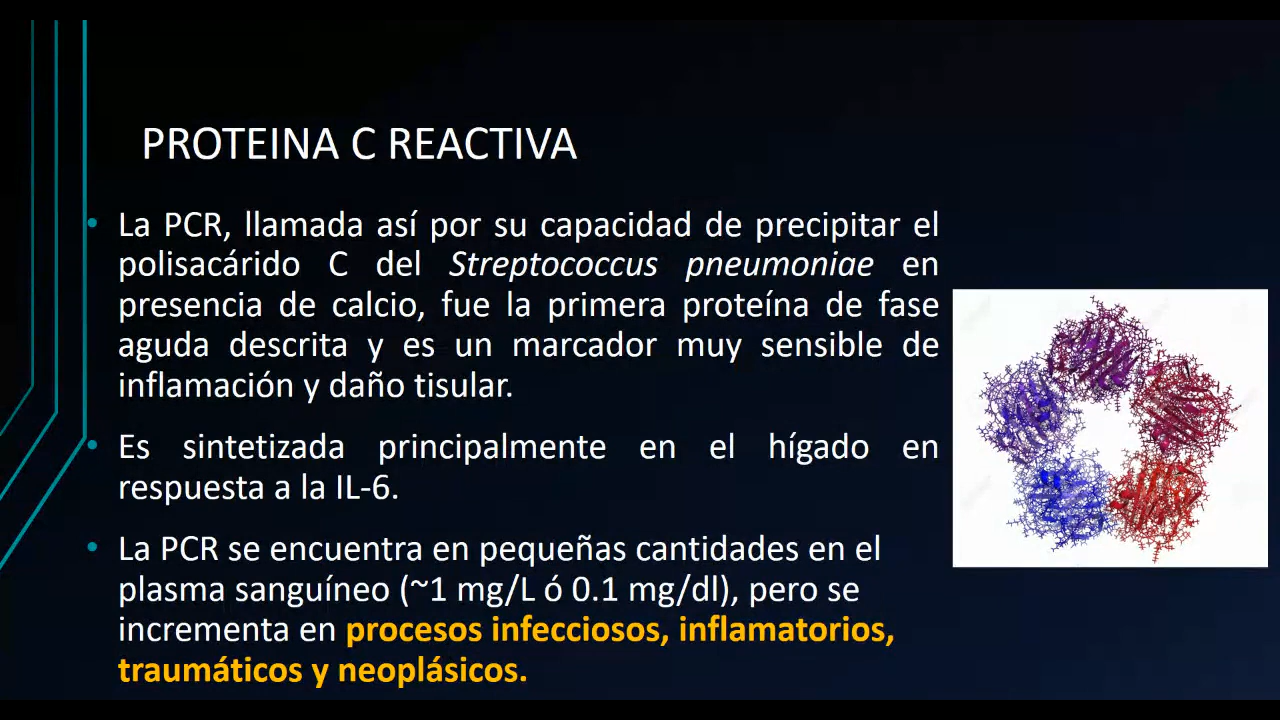 PROTEINA C REACTIVA
• La PCR, llamada así por su capacidad de precipitar el
polisacárido C del Streptococcus pneumoniae en
presencia de calcio, fue la primera proteína de fase
aguda descrita y es un marcador muy sensible de
inflamación y daño tisular.
• Es sintetizada principalmente en el hígado en
respuesta a la IL-6.
• La PCR se encuentra en pequeñas cantidades en el
plasma sanguíneo (~1 mg/L ó 0.1 mg/dl), pero se
incrementa en procesos infecciosos, inflamatorios,
traumáticos y neoplásicos.